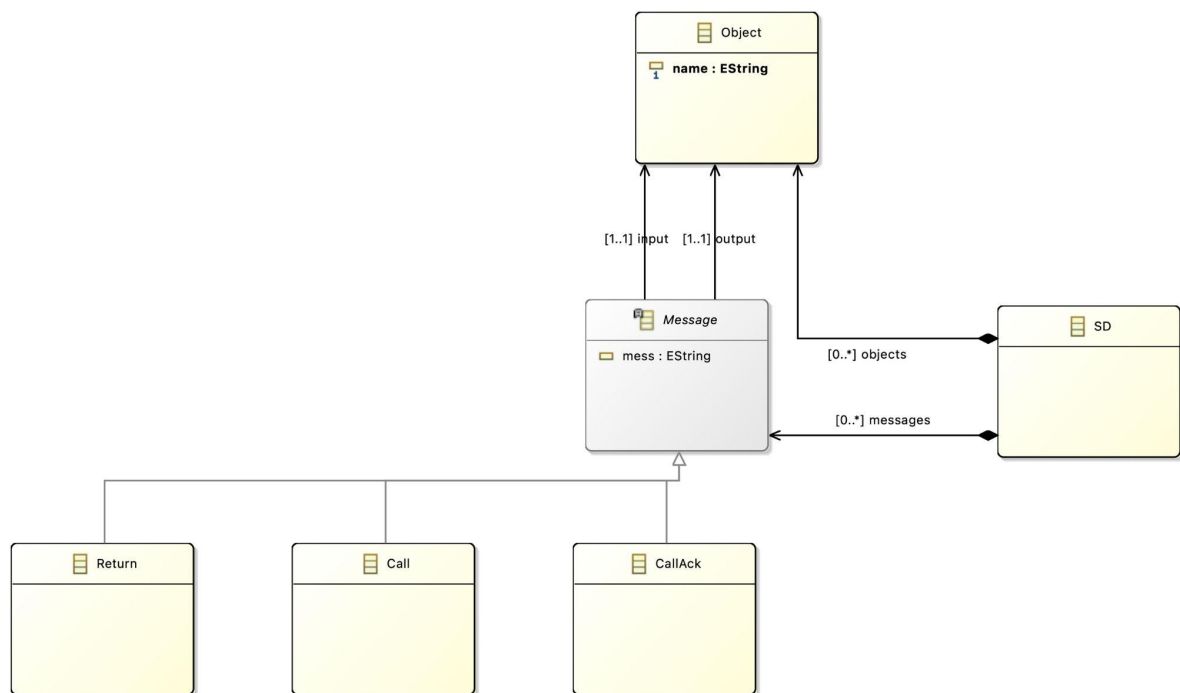 Object
name : EString
1
[1..1] input
[1..1] output
Message
mess : EString
SD
[0..*] objects
[0..*] messages
Return
Call
CallAck